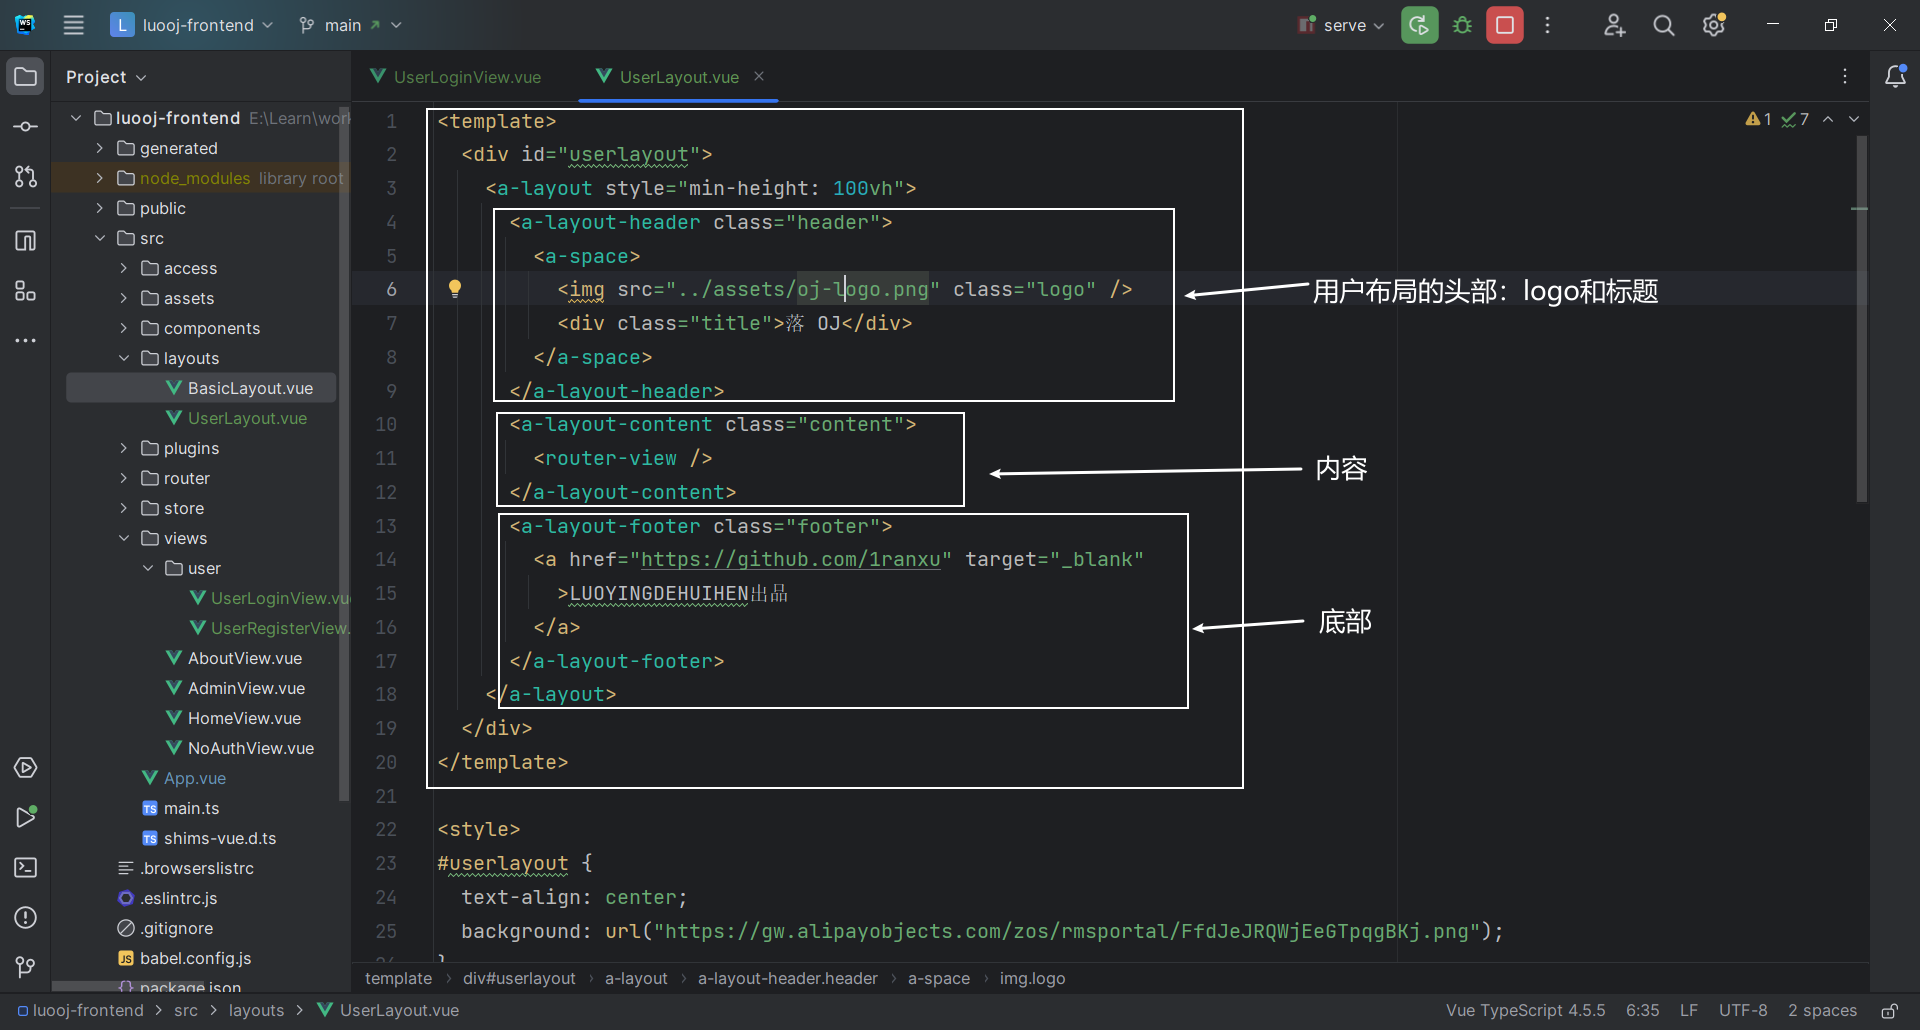 WS
L luooj-frontend main serve
Project
UserLoginView.vue UserLayout.vue
luooj-frontend E:\Learn\work
generated
node_modules library root
public
src
access
assets
components
layouts
BasicLayout.vue
UserLayout.vue
plugins
router
store
views
user
UserLoginView.vue
UserRegisterView.
AboutView.vue
AdminView.vue
HomeView.vue
NoAuthView.vue
App.vue
TS main.ts
TS shims-vue.d.ts
.browserslistrc
.eslintrc.js
.gitignore
JS babel.config.js
{} package.json
1 <template>
2 <div id="userlayout">
3 <a-layout style="min-height: 100vh">
4 <a-layout-header class="header">
5 <a-space>
6 <img src="../assets/oj-logo.png" class="logo" />
7 <div class="title">落 OJ</div>
8 </a-space>
9 </a-layout-header>
10 <a-layout-content class="content">
11 <router-view />
12 </a-layout-content>
13 <a-layout-footer class="footer">
14 <a href="https://github.com/1ranxu" target="_blank"
15 >LUOYINGDEHUIHEN出品
16 </a>
17 </a-layout-footer>
18 </a-layout>
19 </div>
20 </template>
21
22 <style>
23 #userlayout {
24 text-align: center;
25 background: url("https://gw.alipayobjects.com/zos/rmsportal/FfdJeJRQWjEeGTpqgBKj.png");
26 }
1 7
用户布局的头部：logo和标题
内容
底部
template › div#userlayout › a-layout › a-layout-header.header › a-space › img.logo
luooj-frontend > src > layouts > UserLayout.vue
Vue TypeScript 4.5.5 6:35 LF UTF-8 2 spaces